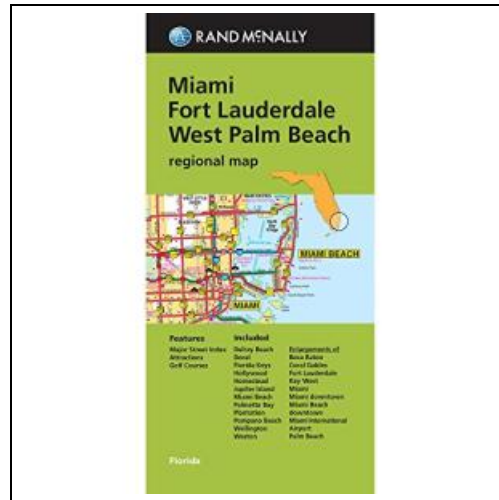 RAND McNALLY
Miami
Fort Lauderdale
West Palm Beach
regional map
MIAMI BEACH
MIAMI
Features
Major Street Index
Attractions
Golf Courses
Included
Delray Beach
Doral
Florida Keys
Hollywood
Homestead
Jupiter Island
Miami Beach
Palmetto Bay
Plantation
Pompano Beach
Wellington
Weston
Enlargements of
Boca Raton
Coral Gables
Fort Lauderdale
Key West
Miami
Miami downtown
Miami Beach
downtown
Miami International
Airport
Palm Beach
Florida